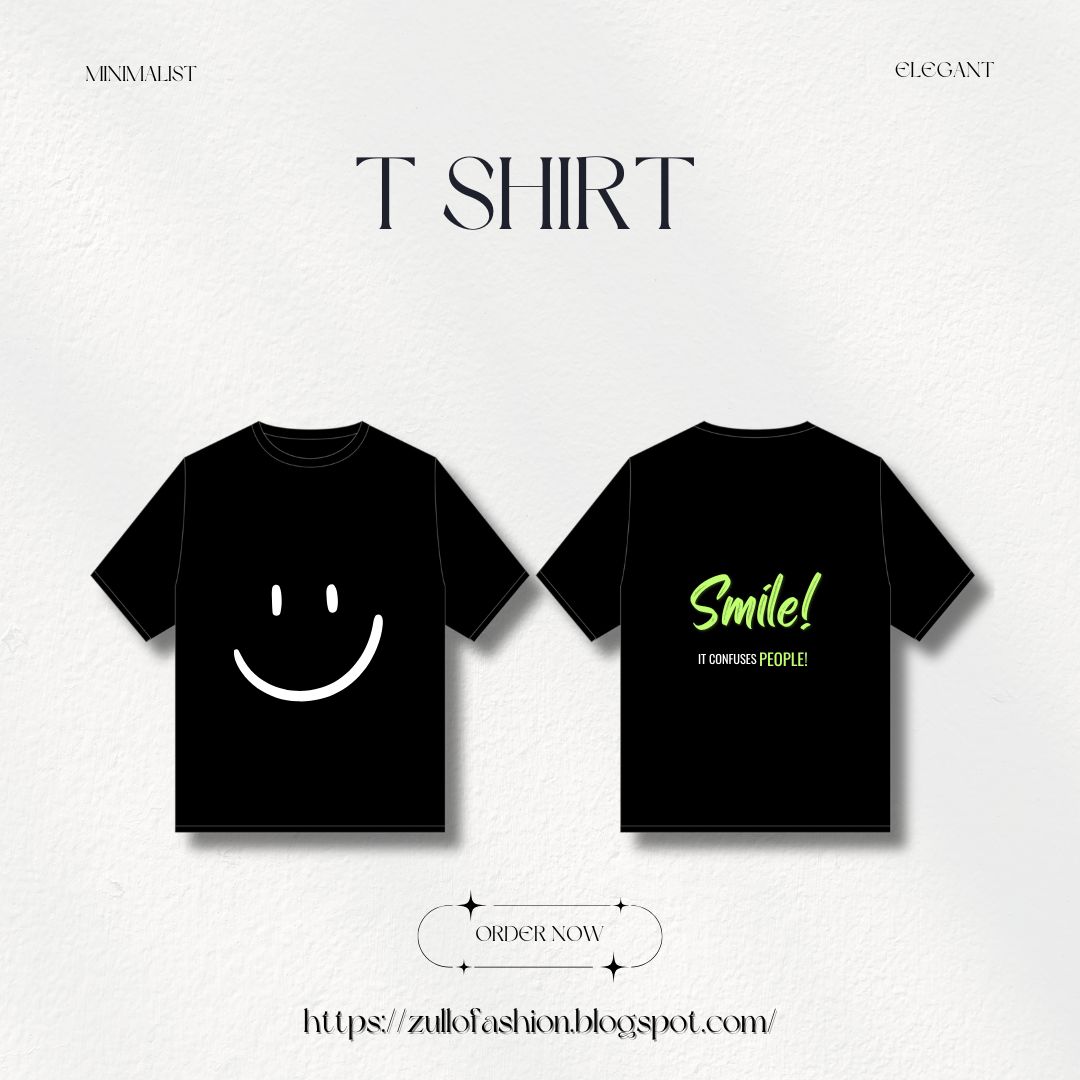 MINIMALIST
ELEGANT
T SHIRT
Smile!
IT CONFUSES PEOPLE!
ORDER NOW
https://zullofashion.blogspot.com/